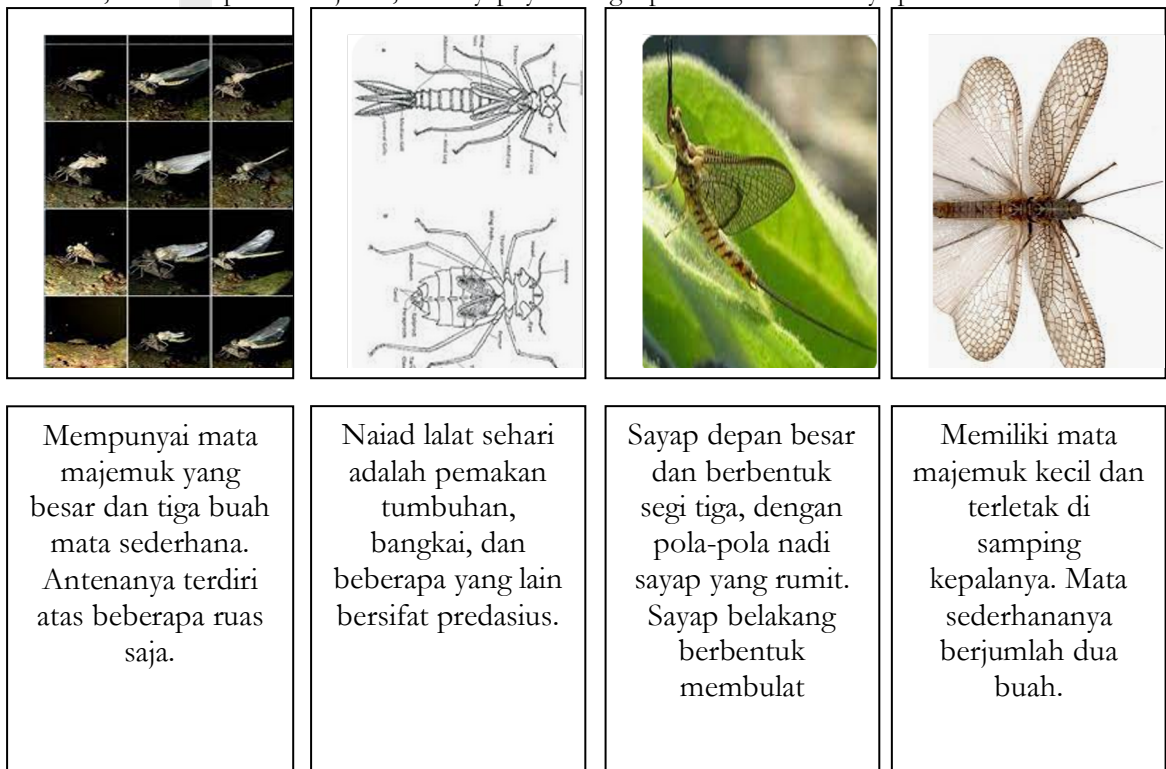 Mempunyai mata
majemuk yang
besar dan tiga buah
mata sederhana.
Antenanya terdiri
atas beberapa ruas
saja.
Naiad lalat sehari
adalah pemakan
tumbuhan,
bangkai, dan
beberapa yang lain
bersifat predasius.
Sayap depan besar
dan berbentuk
segi tiga, dengan
pola-pola nadi
sayap yang rumit.
Sayap belakang
berbentuk
membulat
Memiliki mata
majemuk kecil dan
terletak di
samping
kepalanya. Mata
sederhananya
berjumlah dua
buah.